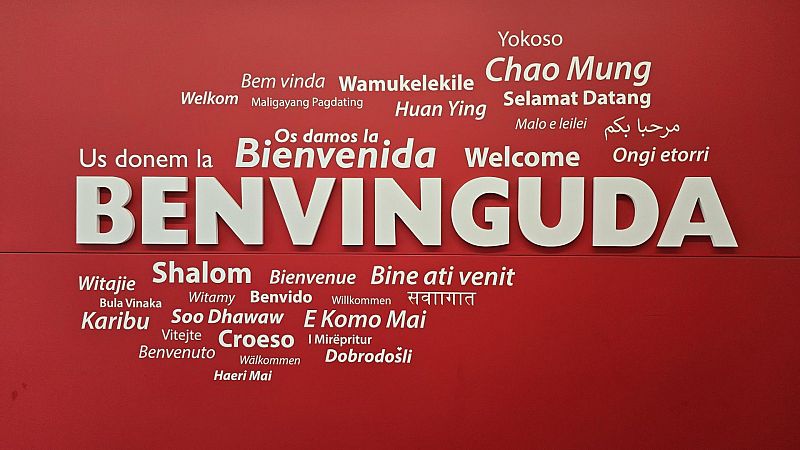 Yokoso
Bem vinda Wamukelekile Chao Mung
Welkom Maligayang Pagdating Huan Ying Selamat Datang
Malo e leilei مرحبا بكم
Os damos la
Us donem la Bienvenida Welcome Ongi etorri
BENVINGUDA
Witajie Shalom Bienvenue Bine ati venit
Bula Vinaka Witamy Benvido Willkommen सवाागात
Karibu Soo Dhawaw E Komo Mai
Vitejte Croeso I Mirëpritur
Benvenuto Wälkommen Dobrodošli
Haeri Mai